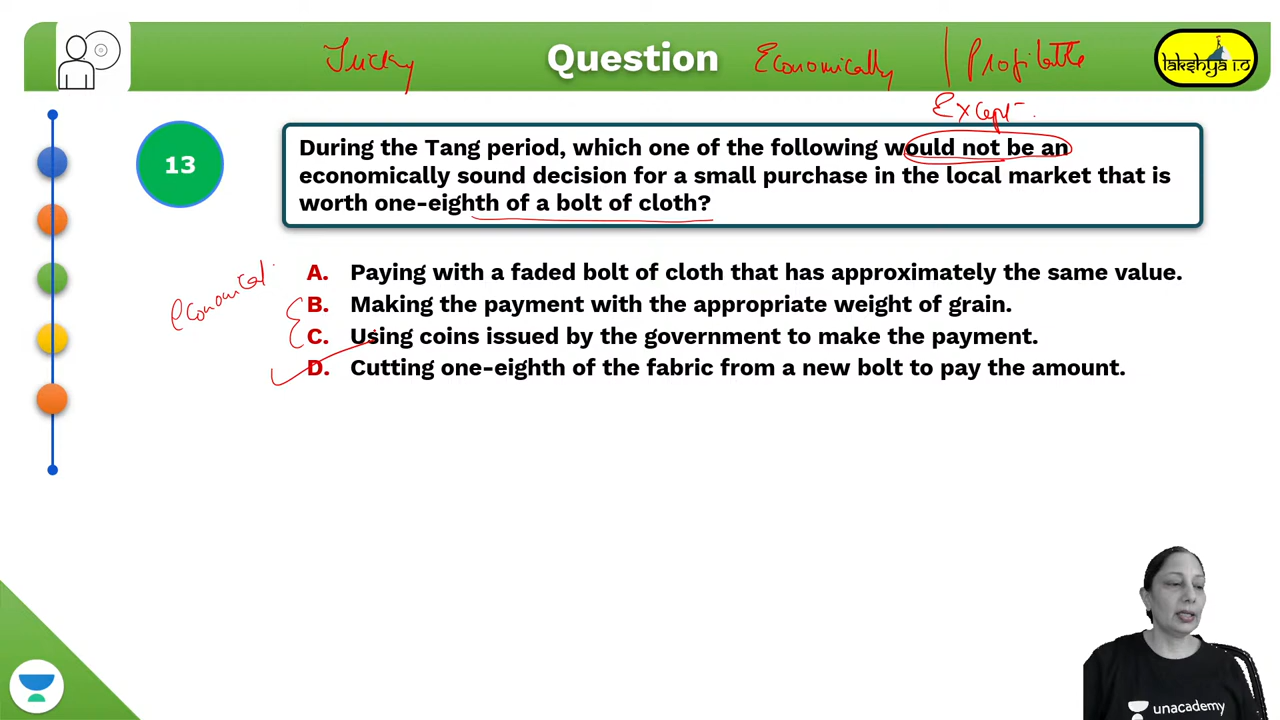 Tricky
Question
Economically | Profitable
lakshya 1.0
Except
13
During the Tang period, which one of the following would not be an
economically sound decision for a small purchase in the local market that is
worth one-eighth of a bolt of cloth?
economical
A. Paying with a faded bolt of cloth that has approximately the same value.
B. Making the payment with the appropriate weight of grain.
C. Using coins issued by the government to make the payment.
D. Cutting one-eighth of the fabric from a new bolt to pay the amount.
unacademy